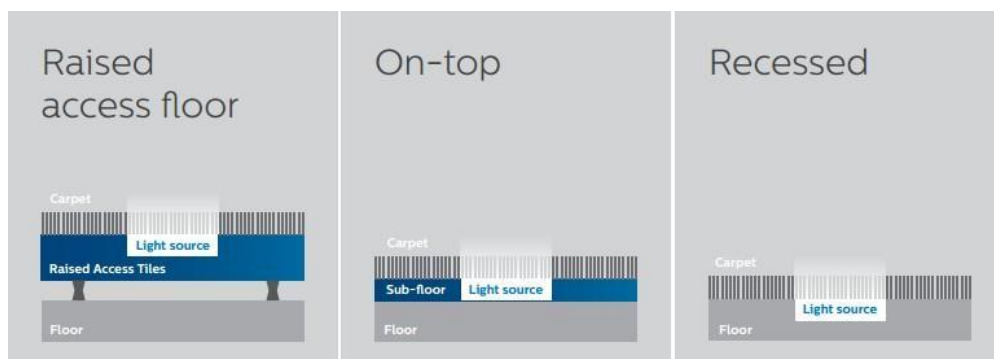 Raised
access floor
Carpet
Light source
Raised Access Tiles
Floor
On-top
Carpet
Sub-floor Light source
Floor
Recessed
Carpet
Light source
Floor